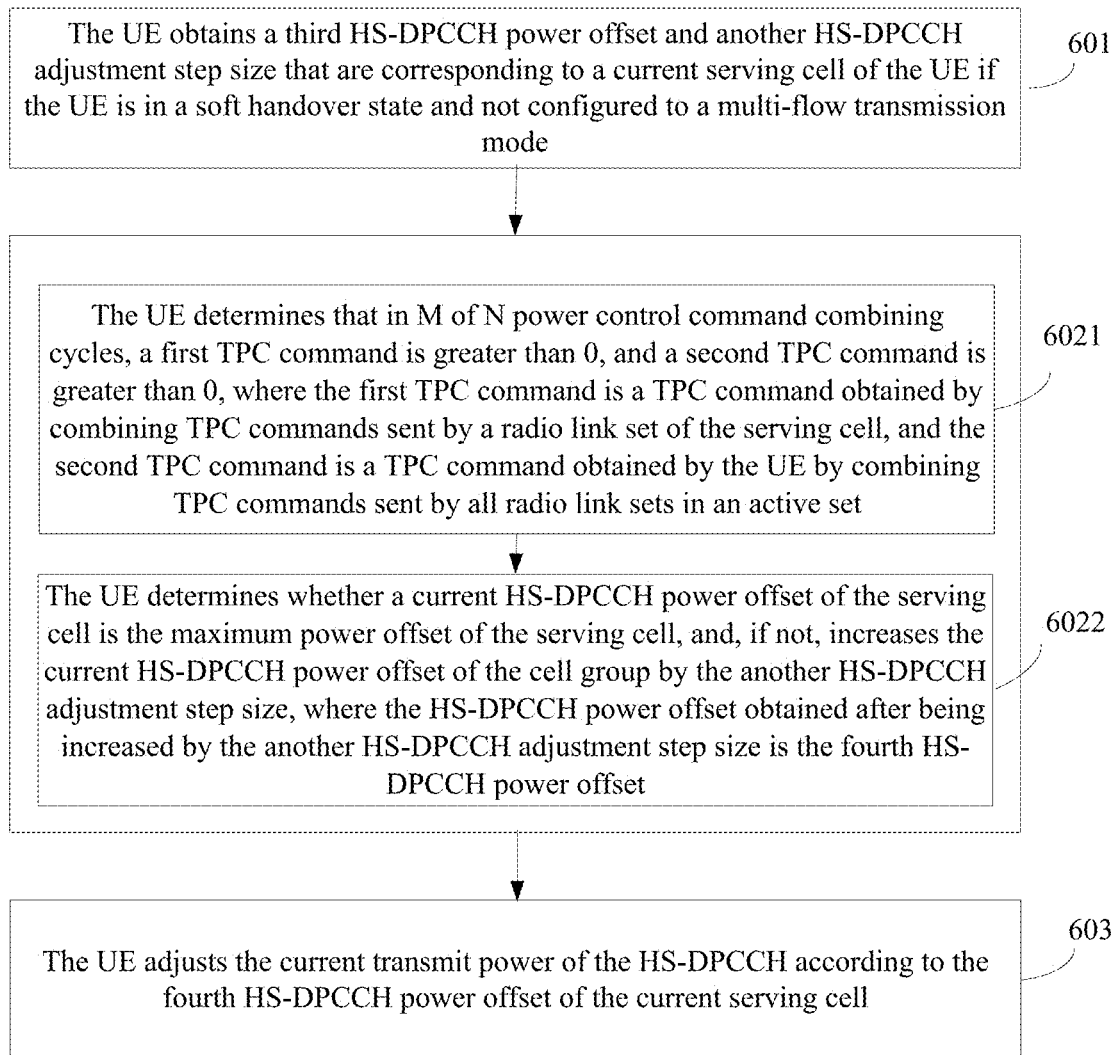 The UE obtains a third HS-DPCCH power offset and another HS-DPCCH
adjustment step size that are corresponding to a current serving cell of the UE if
the UE is in a soft handover state and not configured to a multi-flow transmission
mode
601
The UE determines that in M of N power control command combining
cycles, a first TPC command is greater than 0, and a second TPC command is
greater than 0, where the first TPC command is a TPC command obtained by
combining TPC commands sent by a radio link set of the serving cell, and the
second TPC command is a TPC command obtained by the UE by combining
TPC commands sent by all radio link sets in an active set
6021
The UE determines whether a current HS-DPCCH power offset of the serving
cell is the maximum power offset of the serving cell, and, if not, increases the
current HS-DPCCH power offset of the cell group by the another HS-DPCCH
adjustment step size, where the HS-DPCCH power offset obtained after being
increased by the another HS-DPCCH adjustment step size is the fourth HS-
DPCCH power offset
6022
The UE adjusts the current transmit power of the HS-DPCCH according to the
fourth HS-DPCCH power offset of the current serving cell
603